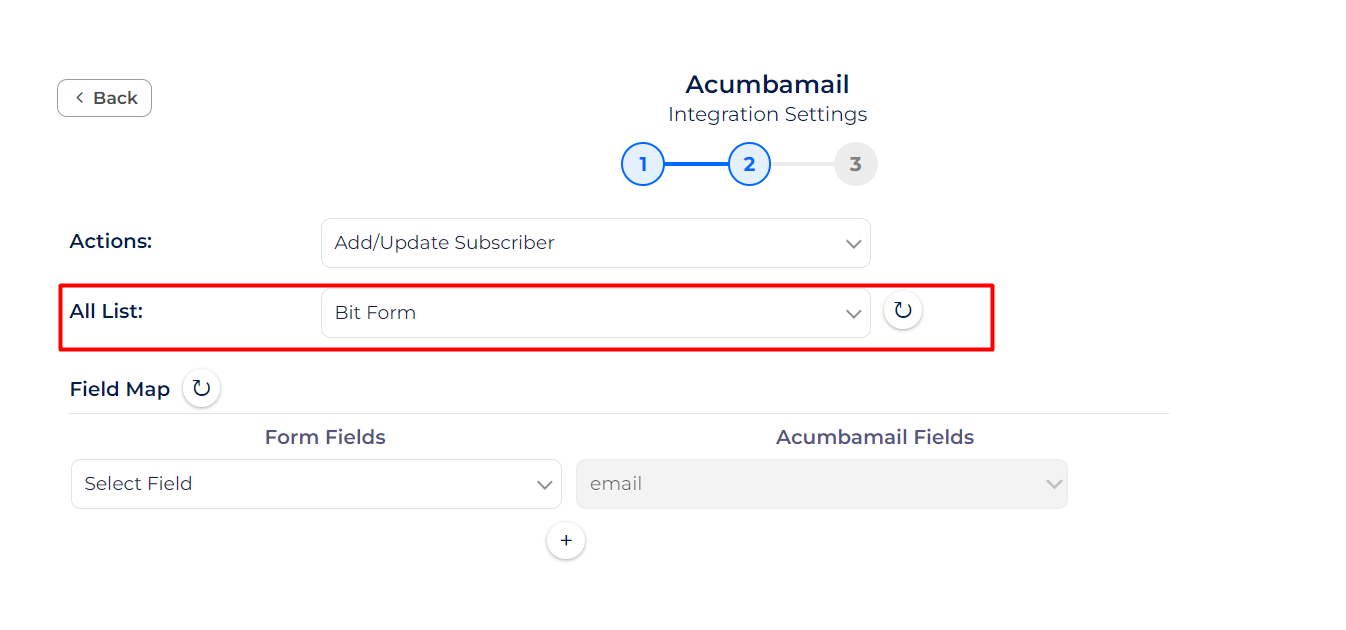 Back
Acumbamail
Integration Settings
1 2 3
Actions: Add/Update Subscriber
All List: Bit Form
Field Map
Form Fields Acumbamail Fields
Select Field email
+